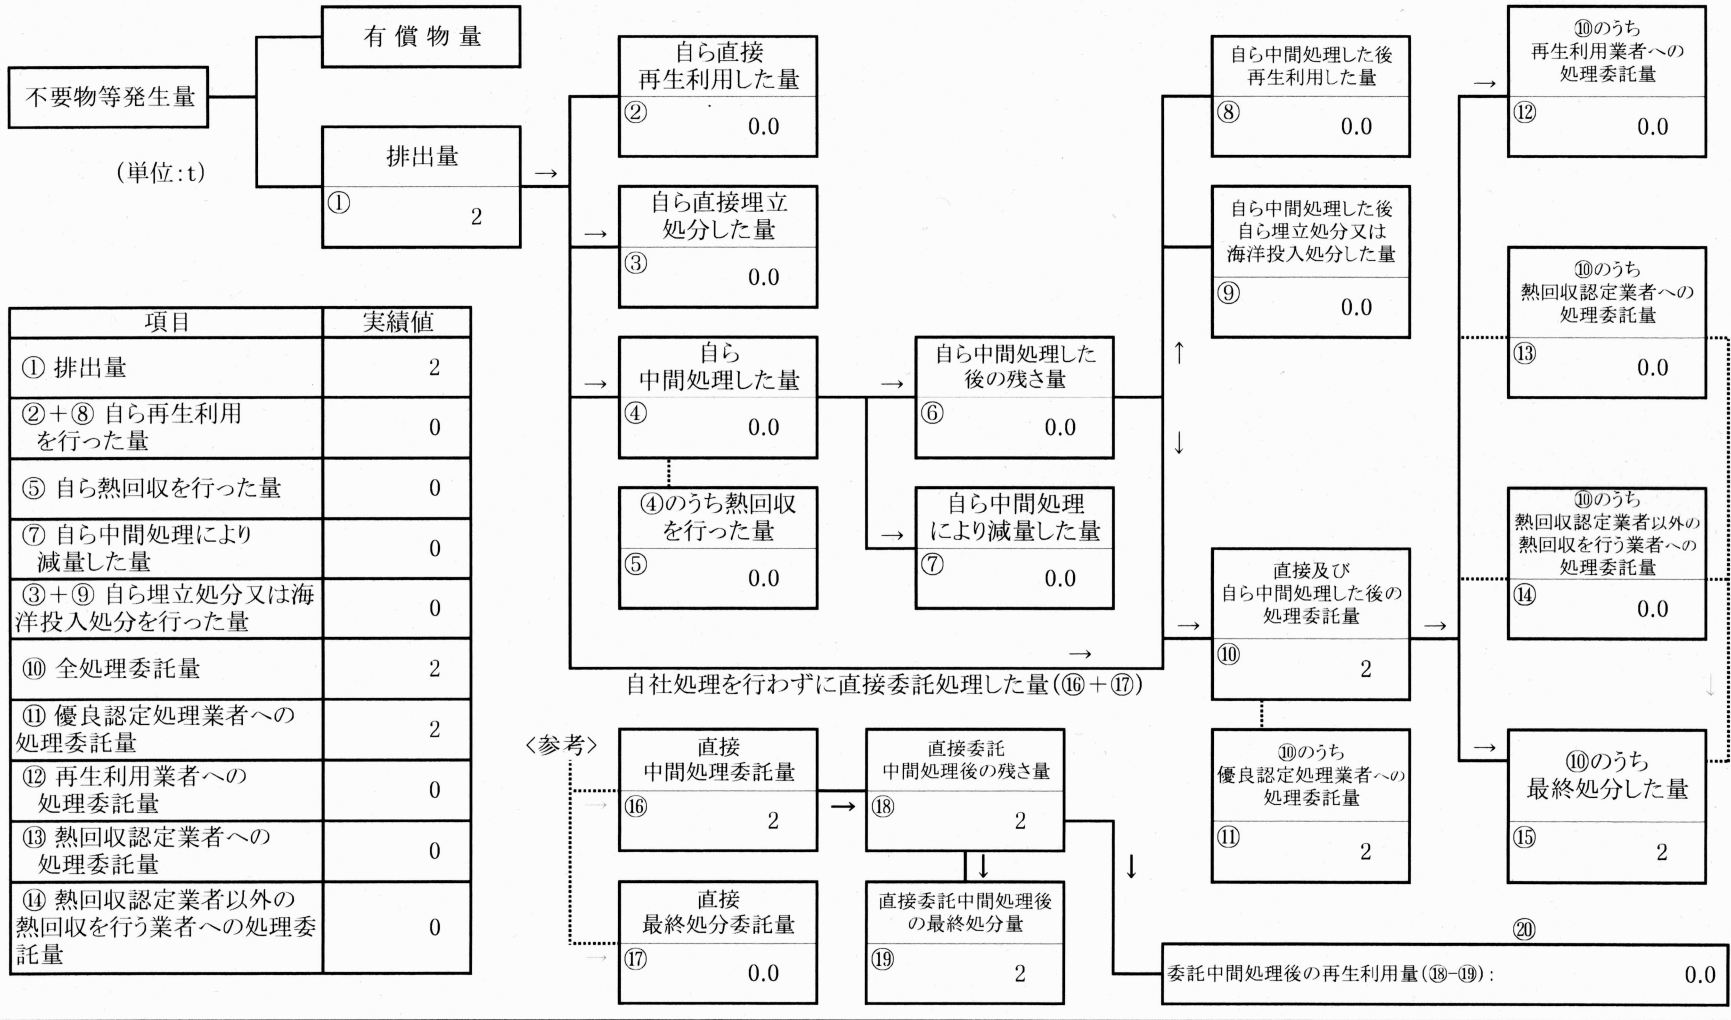 不要物等発生量
(単位:t)
有償物量
排出量
① 2
→
自ら直接
再生利用した量
② 0.0
→
自ら直接埋立
処分した量
③ 0.0
→
自ら
中間処理した量
④ 0.0
④のうち熱回収
を行った量
⑤ 0.0
→
自ら中間処理した
後の残さ量
⑥ 0.0
→
自ら中間処理
により減量した量
⑦ 0.0
→
自社処理を行わずに直接委託処理した量(⑯+⑰)
↑
↓
自ら中間処理した後
再生利用した量
⑧ 0.0
自ら中間処理した後
自ら埋立処分又は
海洋投入処分した量
⑨ 0.0
→
直接及び
自ら中間処理した後の
処理委託量
⑩ 2
→
⑩のうち
優良認定処理業者への
処理委託量
⑪ 2
→
⑩のうち
再生利用業者への
処理委託量
⑫ 0.0
⑩のうち
熱回収認定業者への
処理委託量
⑬ 0.0
⑩のうち
熱回収認定業者以外の
熱回収を行う業者への
処理委託量
⑭ 0.0
↓
→
⑩のうち
最終処分した量
⑮ 2
項目 実績値
① 排出量 2
②+⑧ 自ら再生利用
を行った量 0
⑤ 自ら熱回収を行った量 0
⑦ 自ら中間処理により
減量した量 0
③+⑨ 自ら埋立処分又は海
洋投入処分を行った量 0
⑩ 全処理委託量 2
⑪ 優良認定処理業者への
処理委託量 2
⑫ 再生利用業者への
処理委託量 0
⑬ 熱回収認定業者への
処理委託量 0
⑭ 熱回収認定業者以外の
熱回収を行う業者への処理委
託量 0
〈参考〉
→
直接
中間処理委託量
⑯ 2
→
直接委託
中間処理後の残さ量
⑱ 2
→
直接
最終処分委託量
⑰ 0.0
↓
直接委託中間処理後
の最終処分量
⑲ 2
↓
⑳
委託中間処理後の再生利用量(⑱-⑲): 0.0